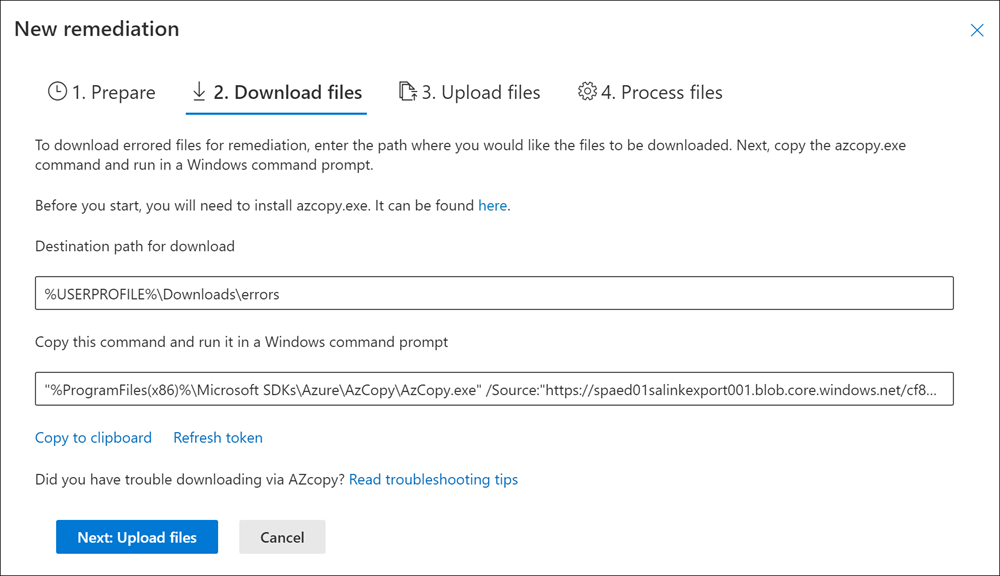 New remediation
1. Prepare
2. Download files
3. Upload files
4. Process files
To download errored files for remediation, enter the path where you would like the files to be downloaded. Next, copy the azcopy.exe
command and run in a Windows command prompt.
Before you start, you will need to install azcopy.exe. It can be found here.
Destination path for download
%USERPROFILE%\Downloads\errors
Copy this command and run it in a Windows command prompt
"%ProgramFiles(x86)%\Microsoft SDKs\Azure\AzCopy\AzCopy.exe" /Source:"https://spaed01salinkexport001.blob.core.windows.net/cf8...
Copy to clipboard
Refresh token
Did you have trouble downloading via AZcopy? Read troubleshooting tips
Next: Upload files
Cancel